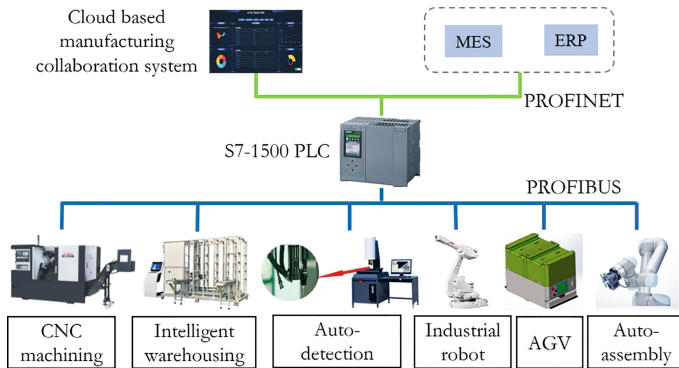 Cloud based
manufacturing
collaboration system
MES
ERP
PROFINET
S7-1500 PLC
PROFIBUS
CNC
machining
Intelligent
warehousing
Auto-
detection
Industrial
robot
AGV
Auto-
assembly